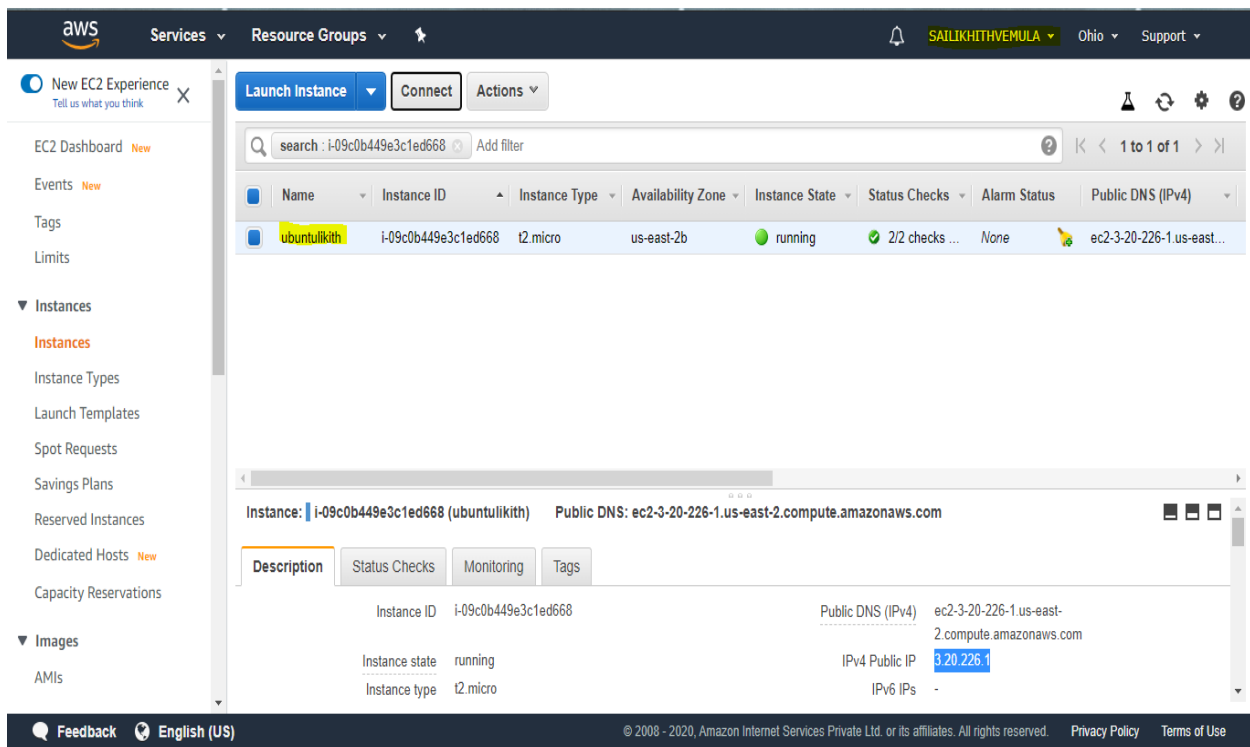 aws Services Resource Groups SAILIKHITHVEMULA Ohio Support
New EC2 Experience
Tell us what you think
EC2 Dashboard New
Events New
Tags
Limits
Instances
Instances
Instance Types
Launch Templates
Spot Requests
Savings Plans
Reserved Instances
Dedicated Hosts New
Capacity Reservations
Images
AMIs
Launch Instance Connect Actions
search : i-09c0b449e3c1ed668 Add filter 1 to 1 of 1
Name Instance ID Instance Type Availability Zone Instance State Status Checks Alarm Status Public DNS (IPv4)
ubuntulikith i-09c0b449e3c1ed668 t2.micro us-east-2b running 2/2 checks ... None ec2-3-20-226-1.us-east...
Instance: i-09c0b449e3c1ed668 (ubuntulikith) Public DNS: ec2-3-20-226-1.us-east-2.compute.amazonaws.com
Description Status Checks Monitoring Tags
Instance ID i-09c0b449e3c1ed668 Public DNS (IPv4) ec2-3-20-226-1.us-east-
2.compute.amazonaws.com
Instance state running IPv4 Public IP 3.20.226.1
Instance type t2.micro IPv6 IPs -
Feedback English (US) © 2008 - 2020, Amazon Internet Services Private Ltd. or its affiliates. All rights reserved. Privacy Policy Terms of Use